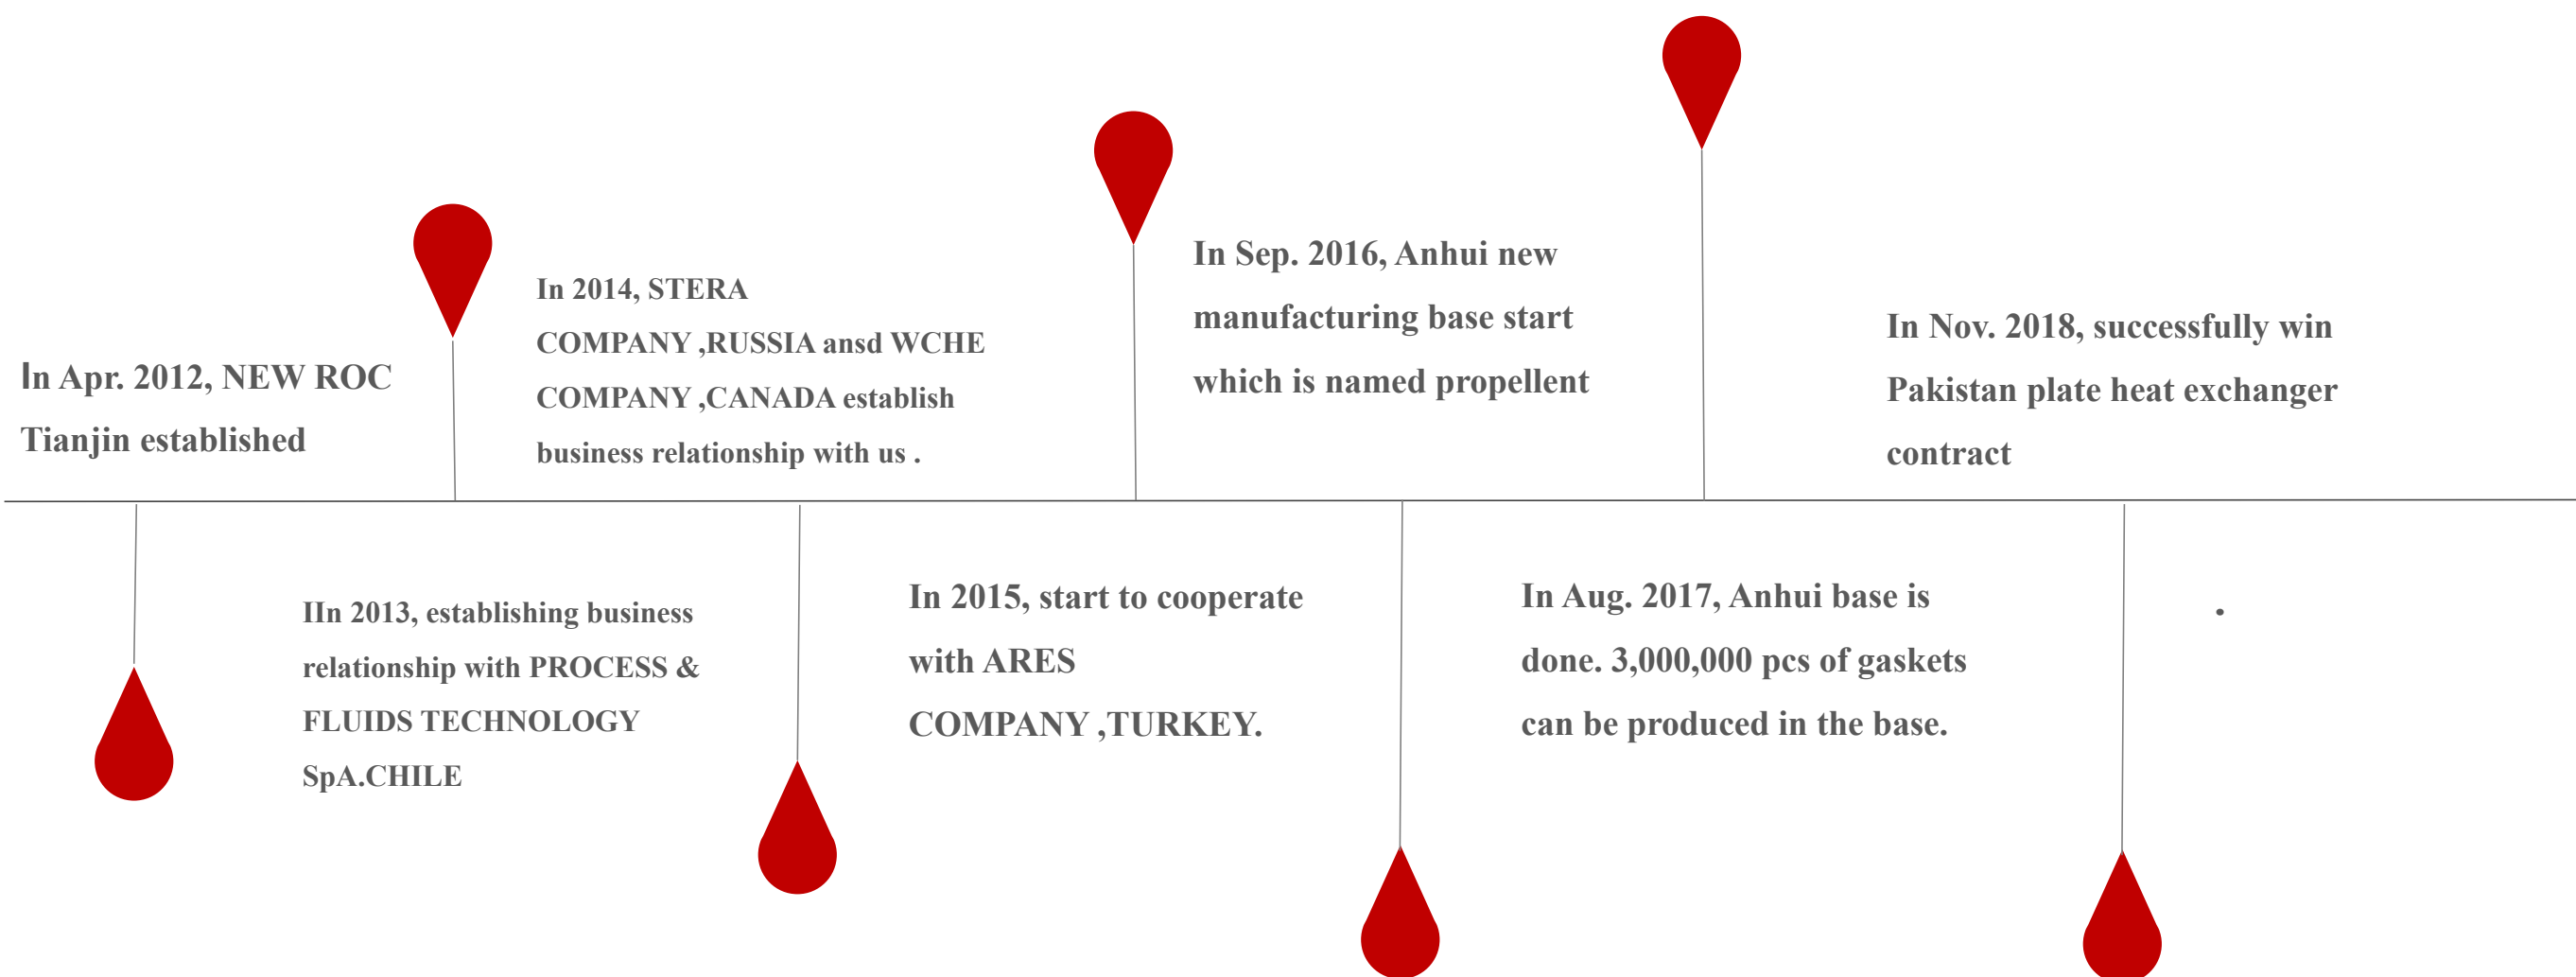 In Apr. 2012, NEW ROC
Tianjin established
IIn 2013, establishing business
relationship with PROCESS &
FLUIDS TECHNOLOGY
SpA.CHILE
In 2014, STERA
COMPANY ,RUSSIA ansd WCHE
COMPANY ,CANADA establish
business relationship with us .
In 2015, start to cooperate
with ARES
COMPANY ,TURKEY.
In Sep. 2016, Anhui new
manufacturing base start
which is named propellent
In Aug. 2017, Anhui base is
done. 3,000,000 pcs of gaskets
can be produced in the base.
In Nov. 2018, successfully win
Pakistan plate heat exchanger
contract
.